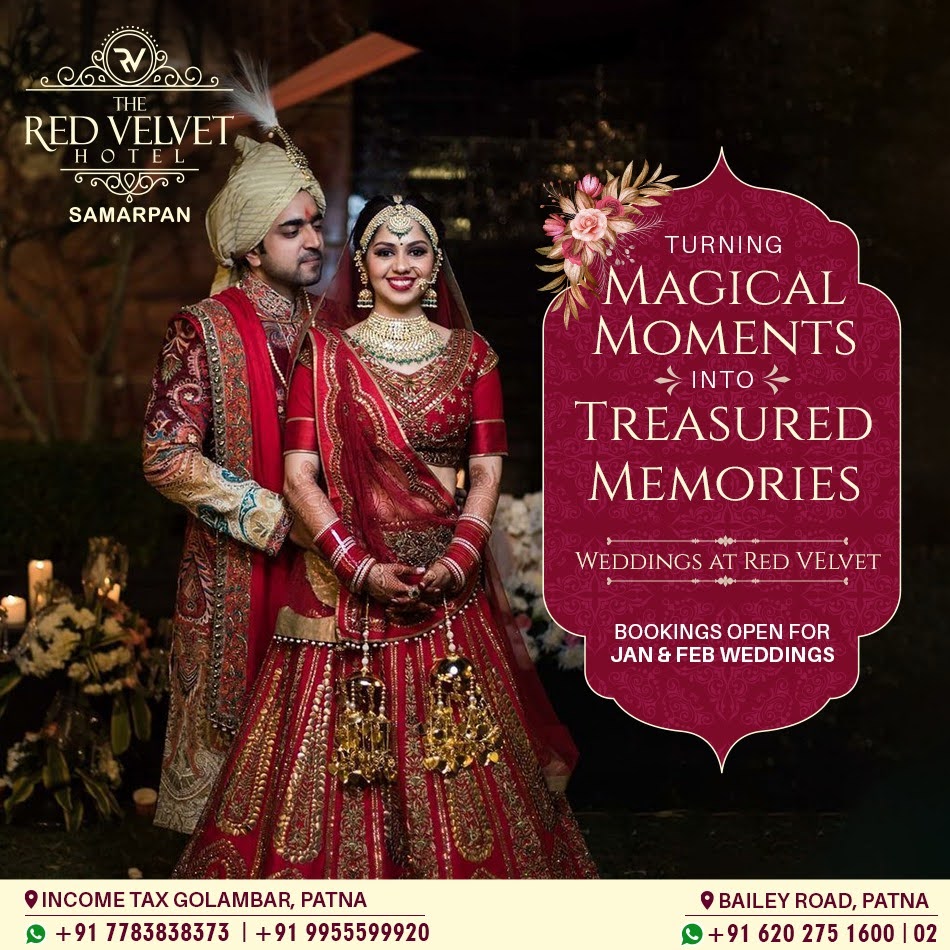 RV
THE
RED VELVET
HOTEL
SAMARPAN
TURNING
MAGICAL
MOMENTS
INTO
TREASURED
MEMORIES
WEDDINGS AT RED VELVET
BOOKINGS OPEN FOR
JAN & FEB WEDDINGS
INCOME TAX GOLAMBAR, PATNA
+91 7783838373 | +91 9955599920
BAILEY ROAD, PATNA
+91 620 275 1600 | 02